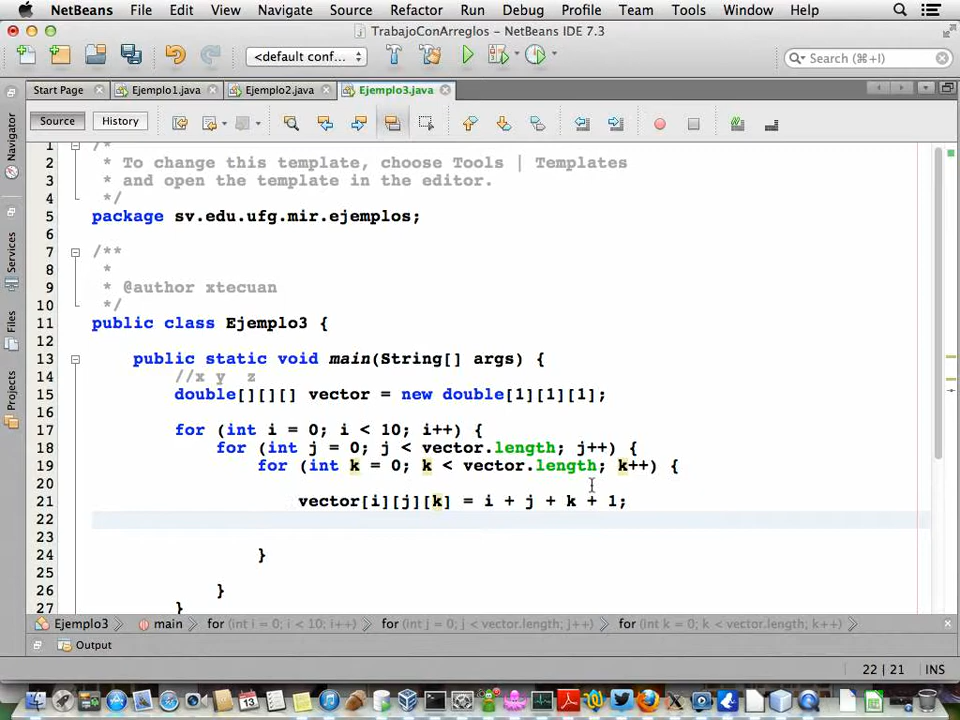 NetBeans File Edit View Navigate Source Refactor Run Debug Profile Team Tools Window Help
TrabajoConArreglos - NetBeans IDE 7.3
<default conf...
Search (⌘+I)
Start Page Ejemplo1.java Ejemplo2.java Ejemplo3.java
Source History
Navigator
Services
Files
Projects
1 /*
2 * To change this template, choose Tools | Templates
3 * and open the template in the editor.
4 */
5 package sv.edu.ufg.mir.ejemplos;
6
7 /**
8 *
9 * @author xtecuan
10 */
11 public class Ejemplo3 {
12
13 public static void main(String[] args) {
14 //x y  z
15 double[][][] vector = new double[1][1][1];
16
17 for (int i = 0; i < 10; i++) {
18 for (int j = 0; j < vector.length; j++) {
19 for (int k = 0; k < vector.length; k++) {
20
21 vector[i][j][k] = i + j + k + 1;
22
23
24 }
25
26 }
27 }
Ejemplo3 main for (int i = 0; i < 10; i++) for (int j = 0; j < vector.length; j++) for (int k = 0; k < vector.length; k++)
Output
22 | 21 INS